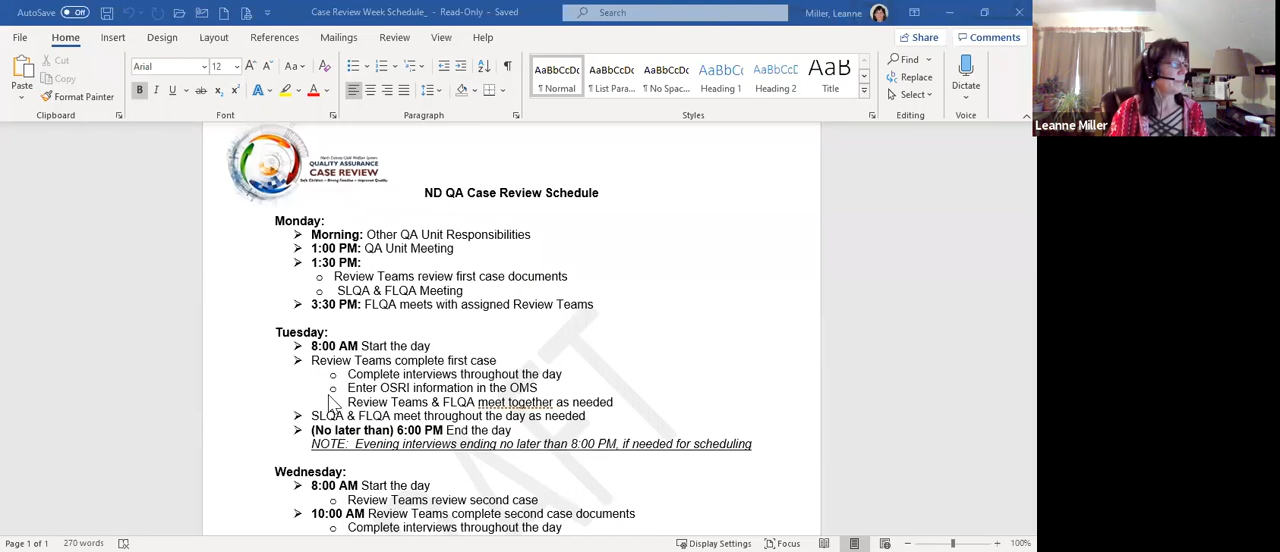 AutoSave Off Case Review Week Schedule_ - Read-Only - Saved Search Miller, Leanne
File Home Insert Design Layout References Mailings Review View Help Share Comments
Paste Cut Copy Format Painter
Arial 12 A A Aa
B I U ab x₂ x² A A
AaBbCcDc AaBbCcDc AaBbCcDc AaBbC AaBbCcD AaB
¶ Normal ¶ List Para... ¶ No Spac... Heading 1 Heading 2 Title
Find Replace Select Dictate
Clipboard Font Paragraph Styles Editing Voice
Leanne Miller
QUALITY ASSURANCE
CASE REVIEW
ND QA Case Review Schedule
Monday:
Morning: Other QA Unit Responsibilities
1:00 PM: QA Unit Meeting
1:30 PM:
o Review Teams review first case documents
o SLQA & FLQA Meeting
3:30 PM: FLQA meets with assigned Review Teams
Tuesday:
8:00 AM Start the day
Review Teams complete first case
o Complete interviews throughout the day
o Enter OSRI information in the OMS
Review Teams & FLQA meet together as needed
SLQA & FLQA meet throughout the day as needed
(No later than) 6:00 PM End the day
NOTE: Evening interviews ending no later than 8:00 PM, if needed for scheduling
Wednesday:
8:00 AM Start the day
o Review Teams review second case
10:00 AM Review Teams complete second case documents
o Complete interviews throughout the day
AFT
Page 1 of 1 270 words Display Settings Focus 100%